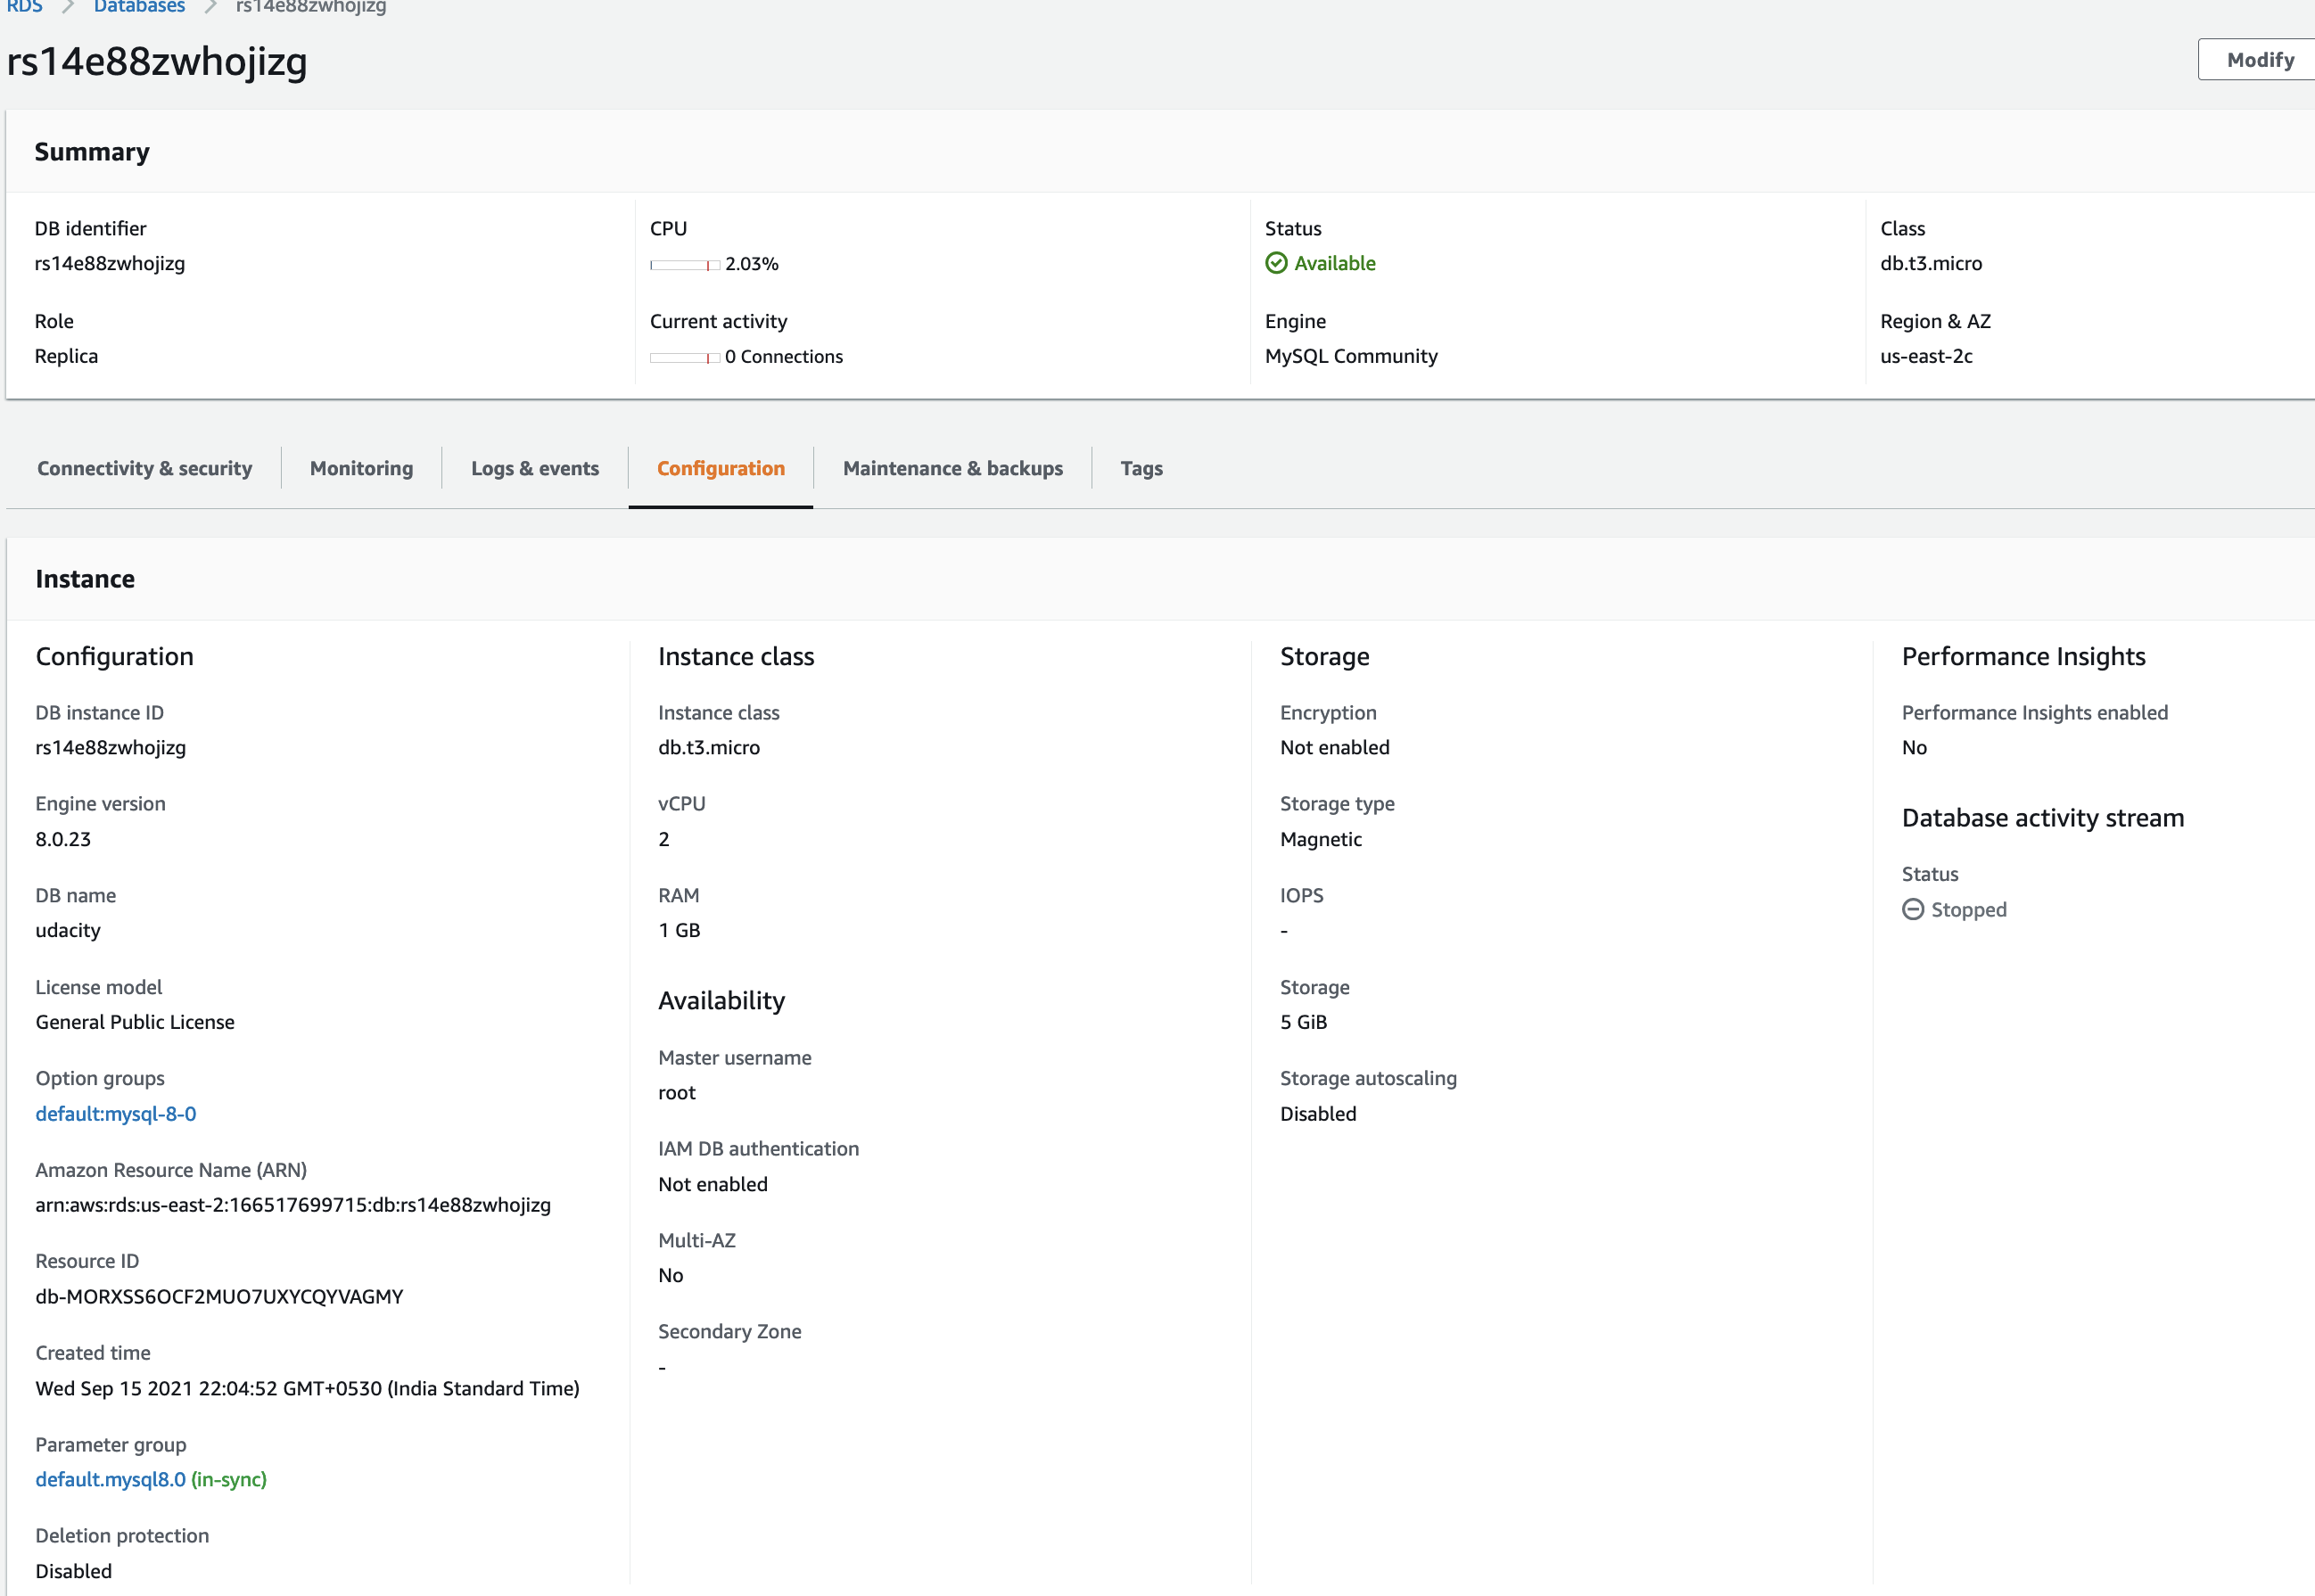 RDS > Databases > rs14e88zwhojizg
rs14e88zwhojizg
Modify
Summary
DB identifier
rs14e88zwhojizg
CPU
2.03%
Status
Available
Class
db.t3.micro
Role
Replica
Current activity
0 Connections
Engine
MySQL Community
Region & AZ
us-east-2c
Connectivity & security
Monitoring
Logs & events
Configuration
Maintenance & backups
Tags
Instance
Configuration
DB instance ID
rs14e88zwhojizg
Engine version
8.0.23
DB name
udacity
License model
General Public License
Option groups
default:mysql-8-0
Amazon Resource Name (ARN)
arn:aws:rds:us-east-2:166517699715:db:rs14e88zwhojizg
Resource ID
db-MORXSS6OCF2MUO7UXYCQYVAGMY
Created time
Wed Sep 15 2021 22:04:52 GMT+0530 (India Standard Time)
Parameter group
default.mysql8.0 (in-sync)
Deletion protection
Disabled
Instance class
Instance class
db.t3.micro
vCPU
2
RAM
1 GB
Availability
Master username
root
IAM DB authentication
Not enabled
Multi-AZ
No
Secondary Zone
-
Storage
Encryption
Not enabled
Storage type
Magnetic
IOPS
-
Storage
5 GiB
Storage autoscaling
Disabled
Performance Insights
Performance Insights enabled
No
Database activity stream
Status
Stopped